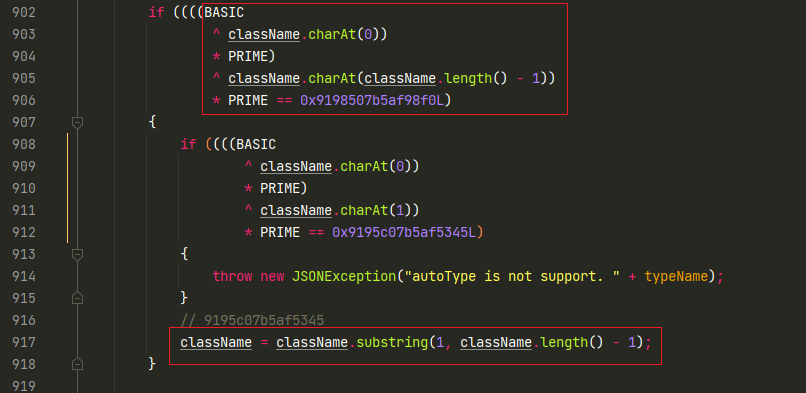 902 if ((((BASIC
903 ^ className.charAt(0))
904 * PRIME)
905 ^ className.charAt(className.length() - 1))
906 * PRIME == 0x9198507b5af98f0L)
907 {
908 if ((((BASIC
909 ^ className.charAt(0))
910 * PRIME)
911 ^ className.charAt(1))
912 * PRIME == 0x9195c07b5af5345L)
913 {
914 throw new JSONException("autoType is not support. " + typeName);
915 }
916 // 9195c07b5af5345
917 className = className.substring(1, className.length() - 1);
918 }
919